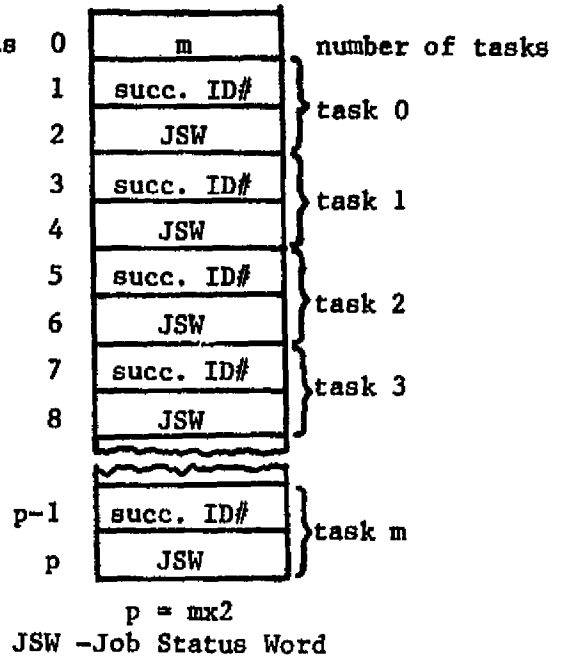 0 m number of tasks
1 succ. ID#
task 0
2 JSW
3 succ. ID#
task 1
4 JSW
5 succ. ID#
task 2
6 JSW
7 succ. ID#
task 3
8 JSW
p-1 succ. ID#
task m
p JSW
p = mx2
JSW -Job Status Word